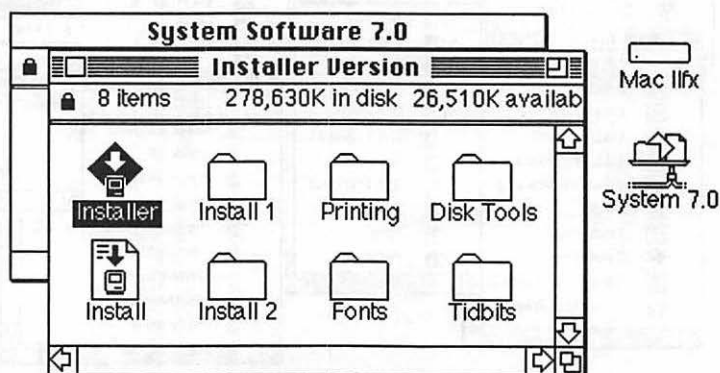 System Software 7.0
Installer Version
8 items 278,630K in disk 26,510K availab
Installer Install 1 Printing Disk Tools
Install Install 2 Fonts Tidbits
Mac IIfx
System 7.0